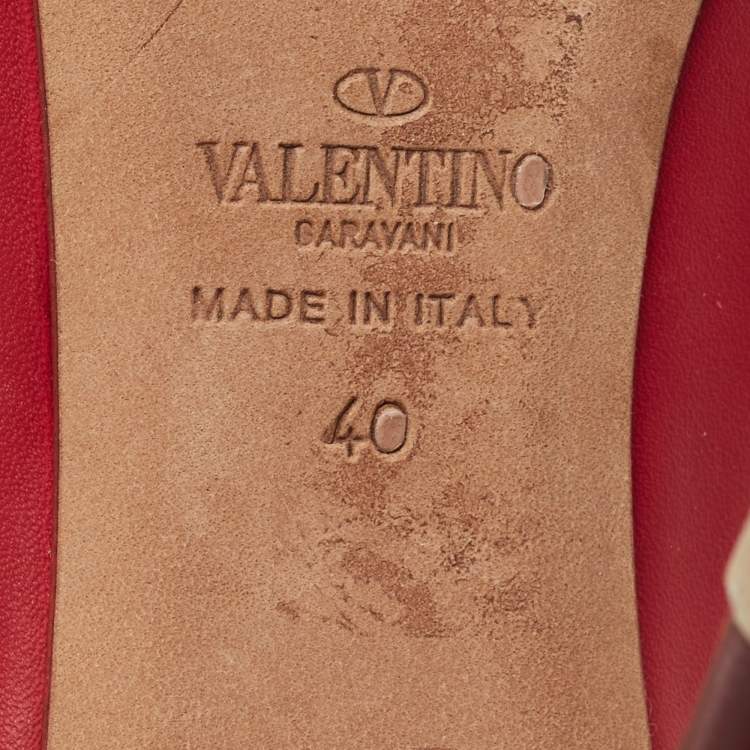 V
VALENTINO
GARAVANI
MADE IN ITALY
40